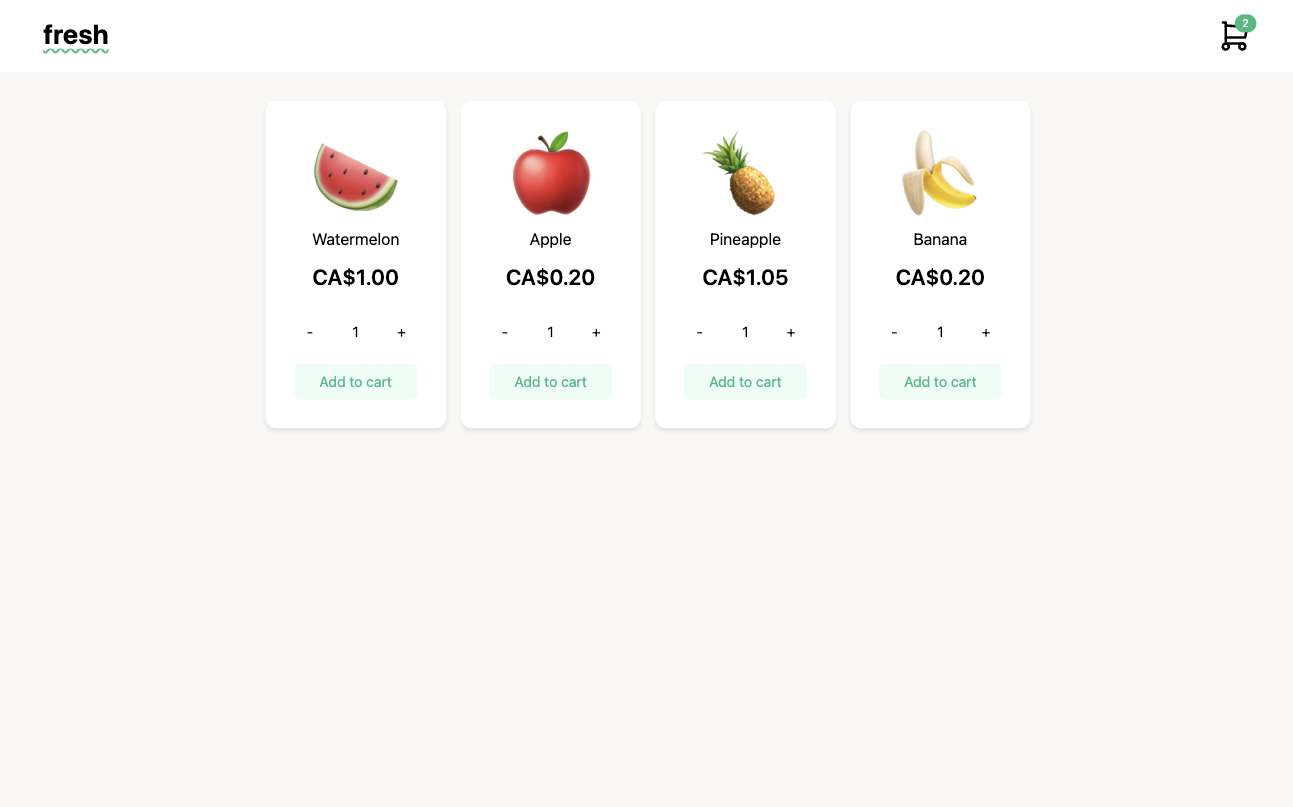 fresh
2
Watermelon
CA$1.00
- 1 +
Add to cart
Apple
CA$0.20
- 1 +
Add to cart
Pineapple
CA$1.05
- 1 +
Add to cart
Banana
CA$0.20
- 1 +
Add to cart